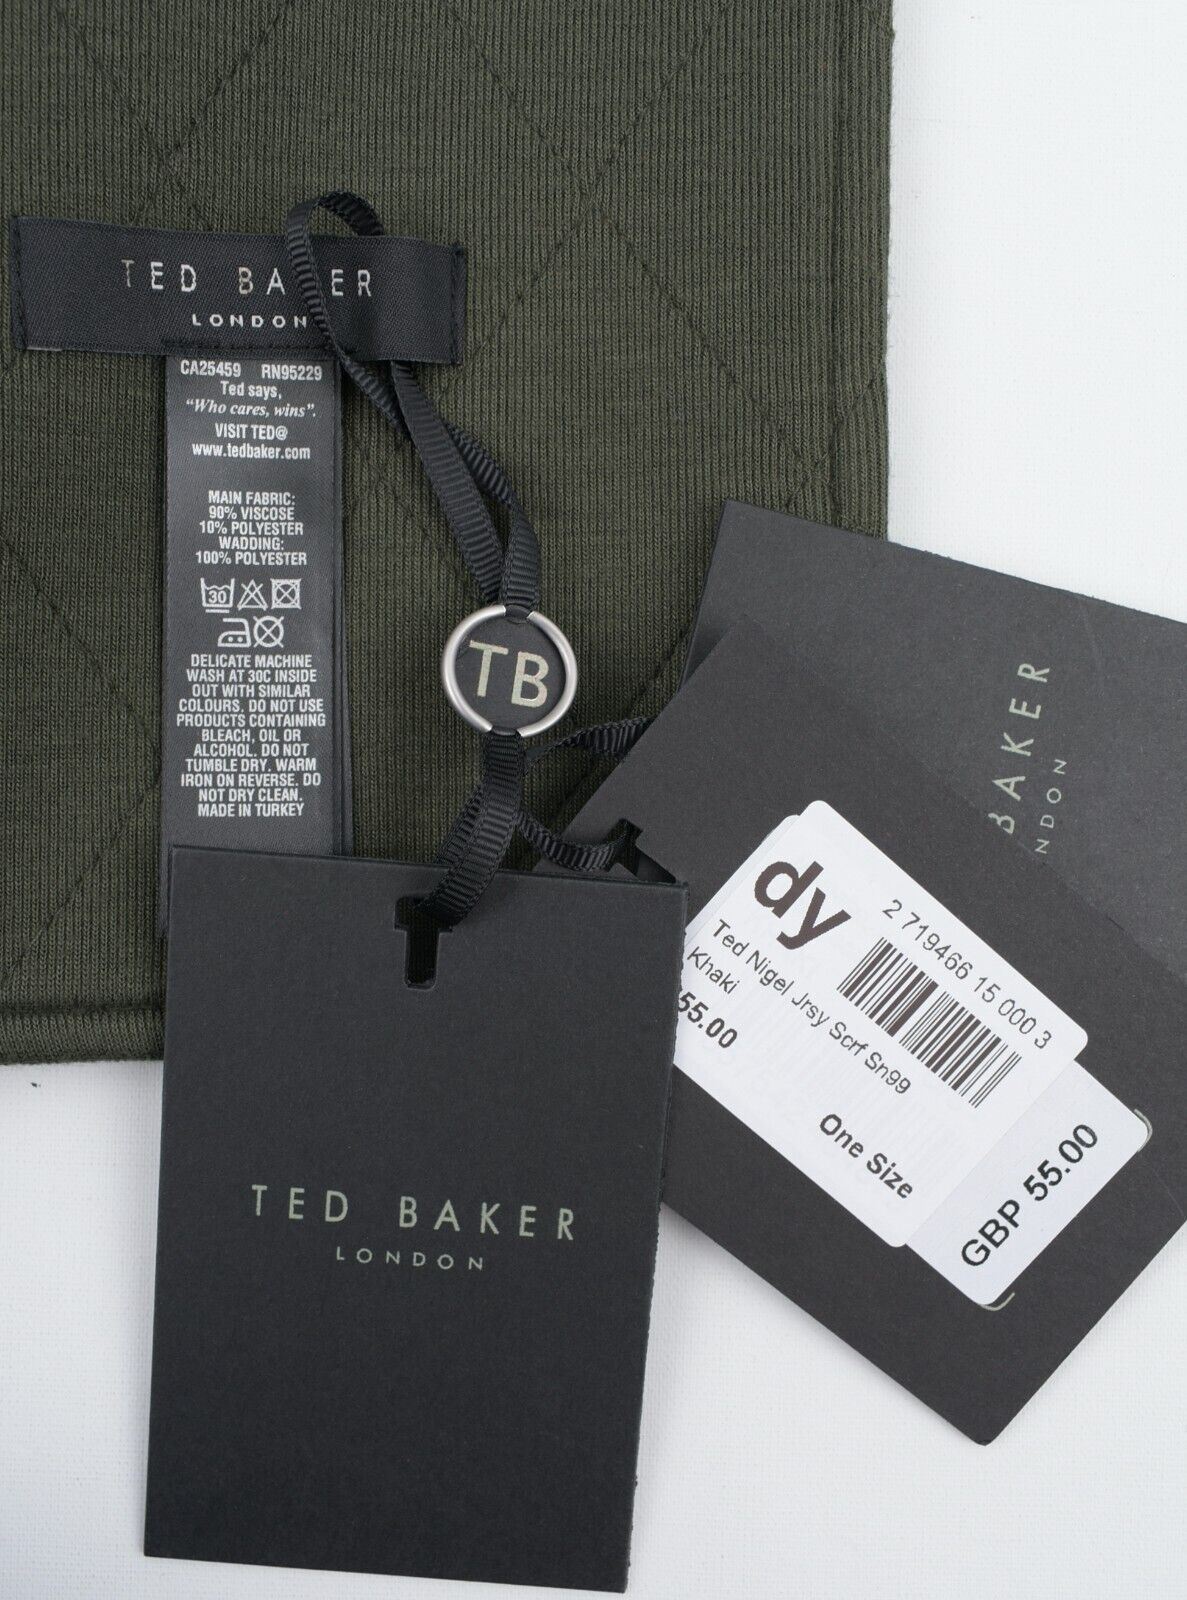 TED BAKER
LONDON
CA25459 RN95229
Ted says,
"Who cares, wins".
VISIT TED@
www.tedbaker.com
MAIN FABRIC:
90% VISCOSE
10% POLYESTER
WADDING:
100% POLYESTER
30
DELICATE MACHINE
WASH AT 30C INSIDE
OUT WITH SIMILAR
COLOURS. DO NOT USE
PRODUCTS CONTAINING
BLEACH, OIL OR
ALCOHOL. DO NOT
TUMBLE DRY. WARM
IRON ON REVERSE. DO
NOT DRY CLEAN.
MADE IN TURKEY
TB
BAKER
NDON
dy
2 719466 15 000 3
Ted Nigel Jrsy Scrf Sn99
Khaki
55.00
One Size
GBP 55.00
TED BAKER
LONDON